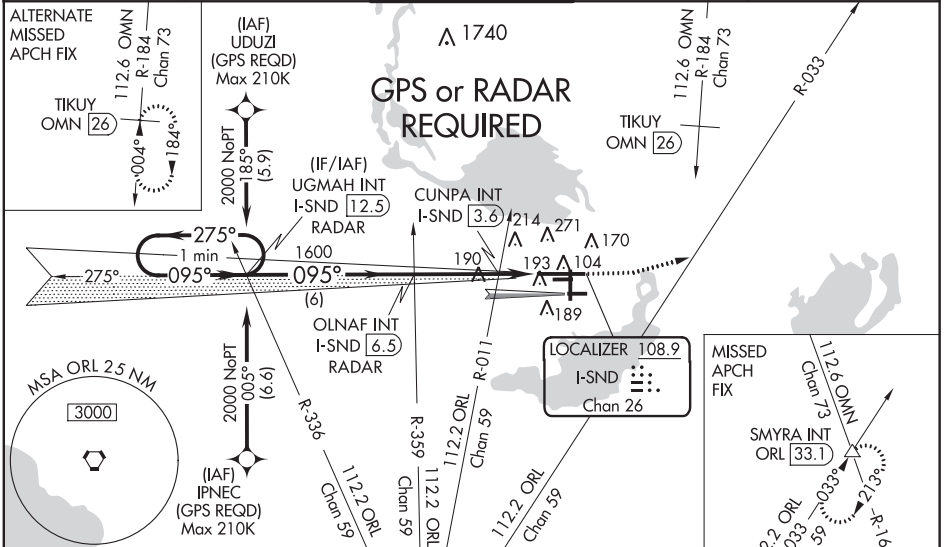 ALTERNATE
MISSED
APCH FIX
112.6 OMN
R-184
Chan 73
TIKUY
OMN 26
004°
184°
(IAF)
UDUZI
(GPS REQD)
Max 210K
2000 NoPT
185°
(5.9)
1740
GPS or RADAR
REQUIRED
112.6 OMN
R-184
Chan 73
TIKUY
OMN 26
R-033
(IF/IAF)
UGMAH INT
I-SND 12.5
RADAR
CUNPA INT
I-SND 3.6
214
271
170
190
193
104
189
275°
1 min
095°
275°
1600
095°
(6)
OLNAF INT
I-SND 6.5
RADAR
LOCALIZER 108.9
I-SND
Chan 26
MSA ORL 25 NM
3000
2000 NoPT
005°
(6.6)
(IAF)
IPNEC
(GPS REQD)
Max 210K
R-336
112.2 ORL
Chan 59
R-359
112.2 ORL
Chan 59
R-011
112.2 ORL
Chan 59
112.2 ORL
Chan 59
MISSED
APCH
FIX
112.6 OMN
Chan 73
SMYRA INT
ORL 33.1
033°
213°
2.2 ORL
033
59
R-16